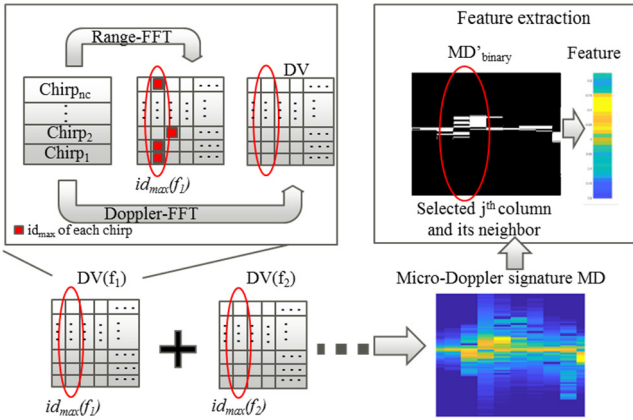 Range-FFT
Chirpnc
Chirp2
Chirp1
DV
idmax(f1)
Doppler-FFT
idmax of each chirp
Feature extraction
MD'binary
Feature
Selected jth column
and its neighbor
DV(f1)
DV(f2)
idmax(f1)
idmax(f2)
Micro-Doppler signature MD